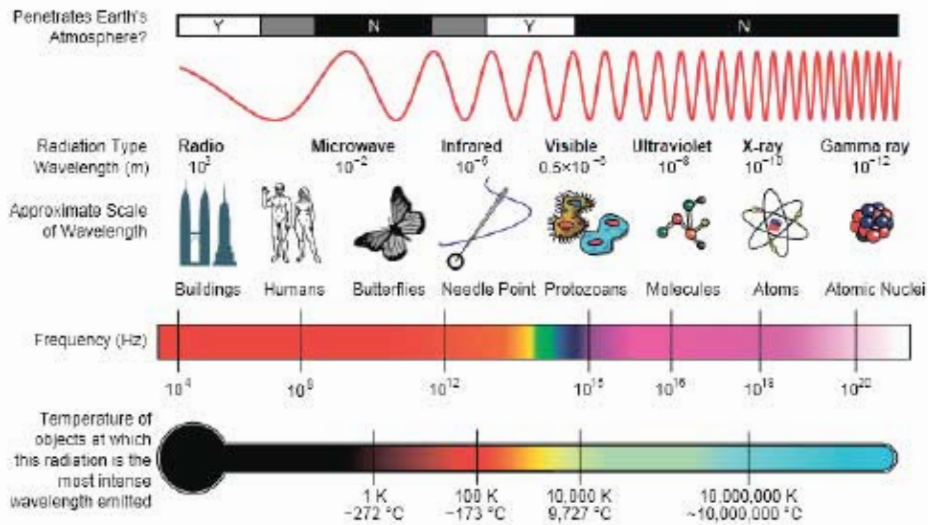 Penetrates Earth's
Atmosphere?
Y N Y N
Radiation Type
Wavelength (m)
Radio Microwave Infrared Visible Ultraviolet X-ray Gamma ray
10³ 10⁻² 10⁻⁵ 0.5×10⁻⁶ 10⁻⁸ 10⁻¹⁰ 10⁻¹²
Approximate Scale
of Wavelength
Buildings Humans Butterflies Needle Point Protozoans Molecules Atoms Atomic Nuclei
Frequency (Hz)
10⁴ 10⁸ 10¹² 10¹⁵ 10¹⁶ 10¹⁸ 10²⁰
Temperature of
objects at which
this radiation is the
most intense
wavelength emitted
1 K 100 K 10,000 K 10,000,000 K
−272 °C −173 °C 9,727 °C ~10,000,000 °C